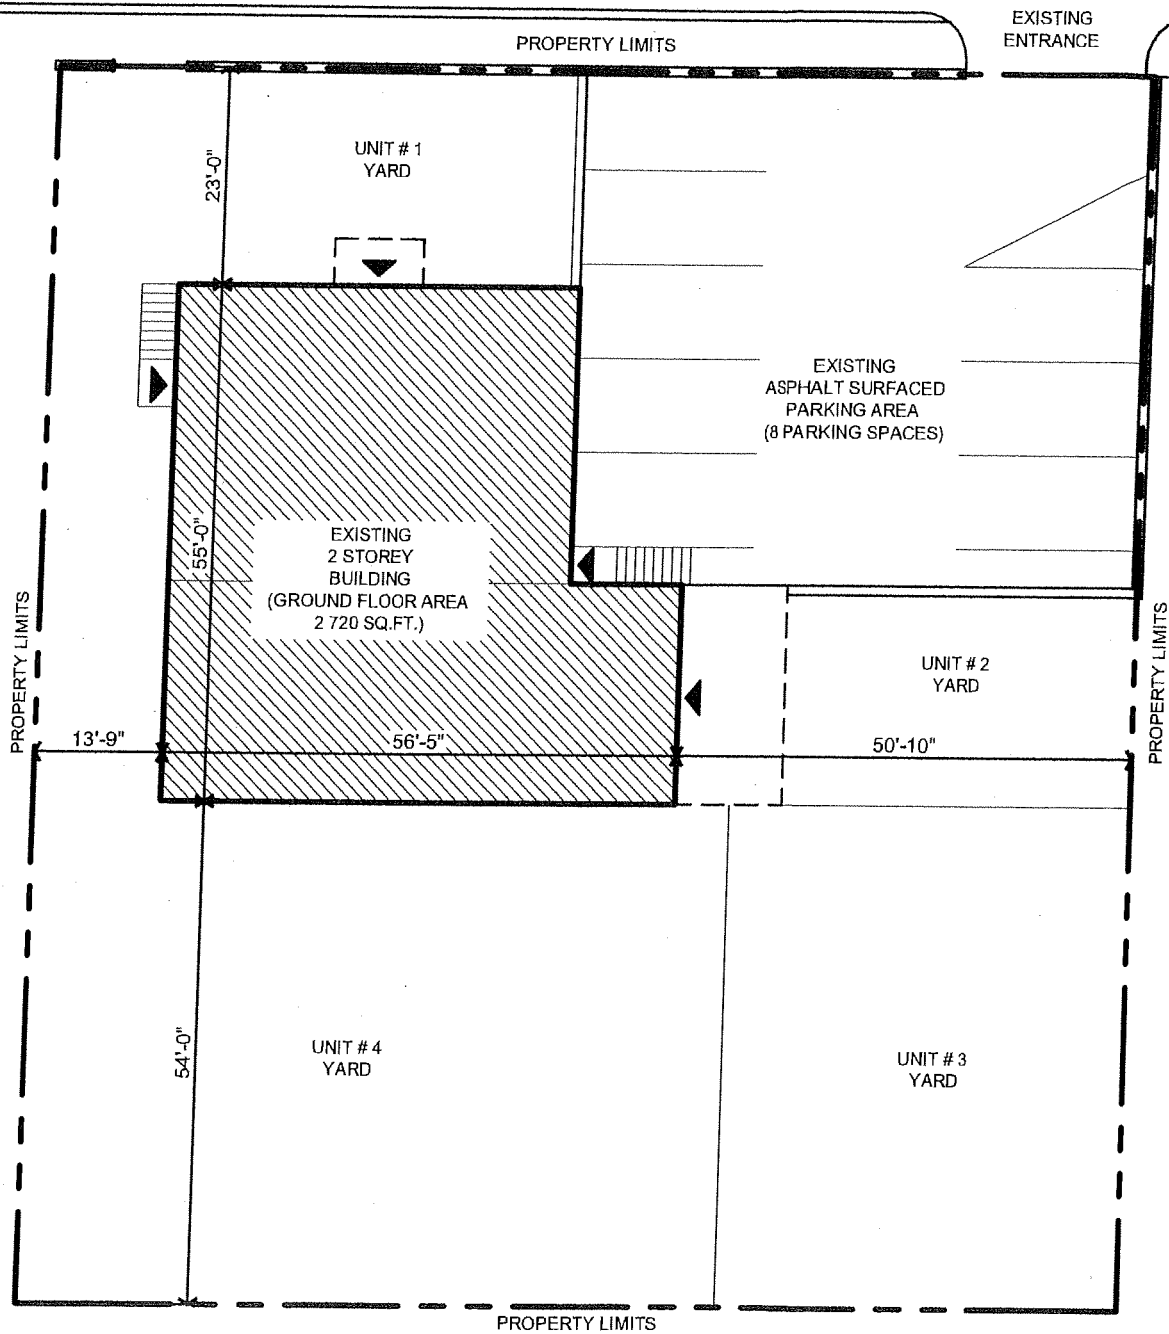 EXISTING
ENTRANCE
PROPERTY LIMITS
UNIT # 1
YARD
23'-0"
EXISTING
ASPHALT SURFACED
PARKING AREA
(8 PARKING SPACES)
55'-0"
EXISTING
2 STOREY
BUILDING
(GROUND FLOOR AREA
2 720 SQ.FT.)
PROPERTY LIMITS
UNIT # 2
YARD
PROPERTY LIMITS
13'-9"
56'-5"
50'-10"
54'-0"
UNIT # 4
YARD
UNIT # 3
YARD
PROPERTY LIMITS